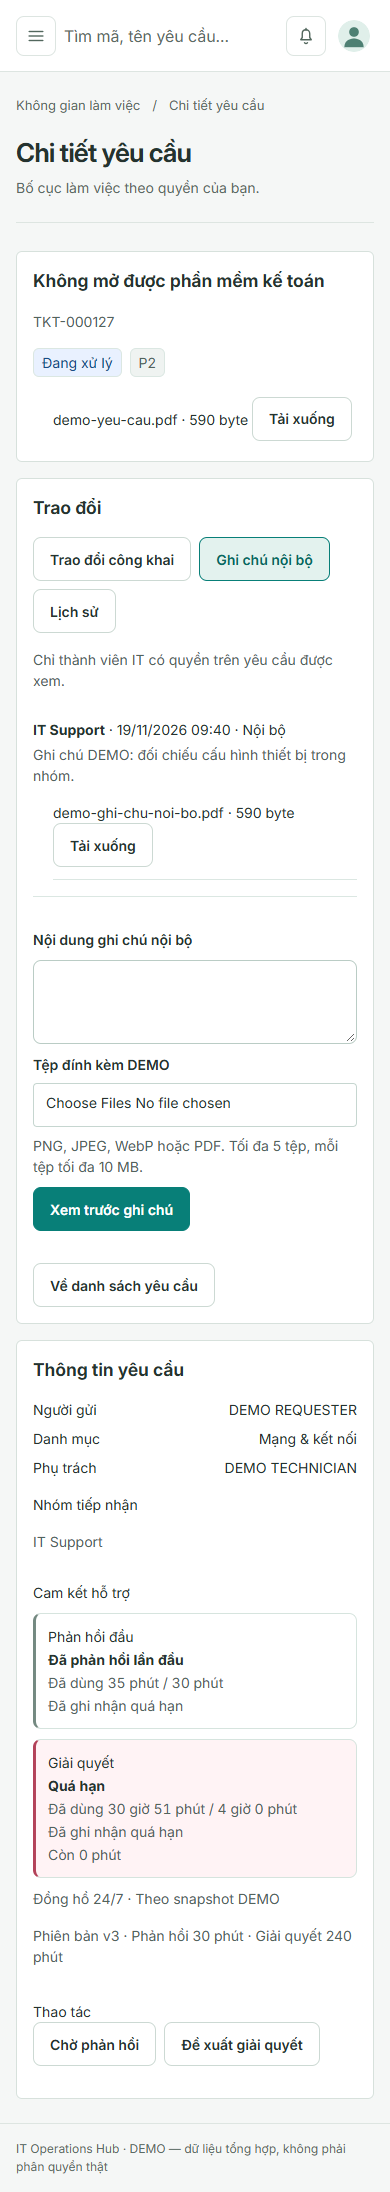 Tìm mã, tên yêu cầu...
Không gian làm việc / Chi tiết yêu cầu
Chi tiết yêu cầu
Bố cục làm việc theo quyền của bạn.
Không mở được phần mềm kế toán
TKT-000127
Đang xử lý P2
demo-yeu-cau.pdf · 590 byte Tải xuống
Trao đổi
Trao đổi công khai Ghi chú nội bộ
Lịch sử
Chỉ thành viên IT có quyền trên yêu cầu được
xem.
IT Support · 19/11/2026 09:40 · Nội bộ
Ghi chú DEMO: đối chiếu cấu hình thiết bị trong
nhóm.
demo-ghi-chu-noi-bo.pdf · 590 byte
Tải xuống
Nội dung ghi chú nội bộ
Tệp đính kèm DEMO
Choose Files No file chosen
PNG, JPEG, WebP hoặc PDF. Tối đa 5 tệp, mỗi
tệp tối đa 10 MB.
Xem trước ghi chú
Về danh sách yêu cầu
Thông tin yêu cầu
Người gửi DEMO REQUESTER
Danh mục Mạng & kết nối
Phụ trách DEMO TECHNICIAN
Nhóm tiếp nhận
IT Support
Cam kết hỗ trợ
Phản hồi đầu
Đã phản hồi lần đầu
Đã dùng 35 phút / 30 phút
Đã ghi nhận quá hạn
Giải quyết
Quá hạn
Đã dùng 30 giờ 51 phút / 4 giờ 0 phút
Đã ghi nhận quá hạn
Còn 0 phút
Đồng hồ 24/7 · Theo snapshot DEMO
Phiên bản v3 · Phản hồi 30 phút · Giải quyết 240
phút
Thao tác
Chờ phản hồi Đề xuất giải quyết
IT Operations Hub · DEMO — dữ liệu tổng hợp, không phải
phân quyền thật